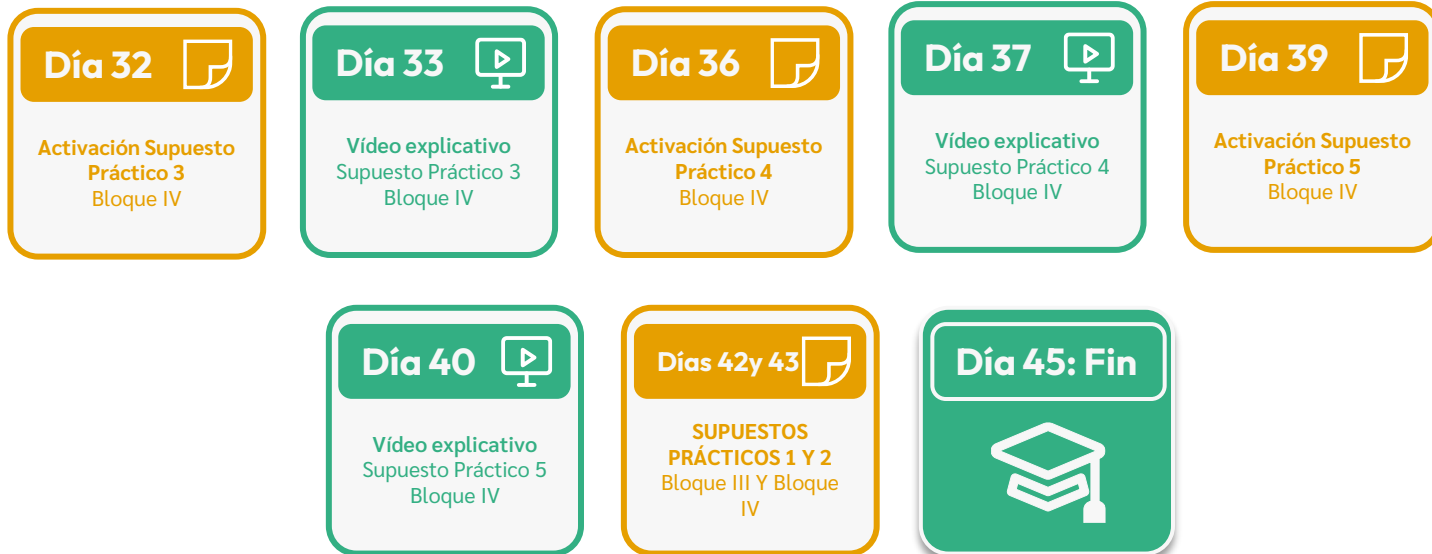 Día 32
Activación Supuesto
Práctico 3
Bloque IV
Día 33
Vídeo explicativo
Supuesto Práctico 3
Bloque IV
Día 36
Activación Supuesto
Práctico 4
Bloque IV
Día 37
Vídeo explicativo
Supuesto Práctico 4
Bloque IV
Día 39
Activación Supuesto
Práctico 5
Bloque IV
Día 40
Vídeo explicativo
Supuesto Práctico 5
Bloque IV
Días 42y 43
SUPUESTOS
PRÁCTICOS 1 Y 2
Bloque III Y Bloque
IV
Día 45: Fin